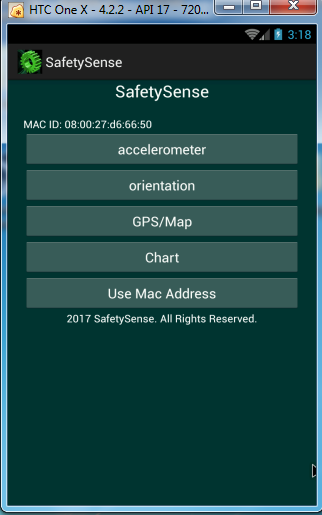 HTC One X - 4.2.2 - API 17 - 720...
3:18
SafetySense
SafetySense
MAC ID: 08:00:27:d6:66:50
accelerometer
orientation
GPS/Map
Chart
Use Mac Address
2017 SafetySense. All Rights Reserved.